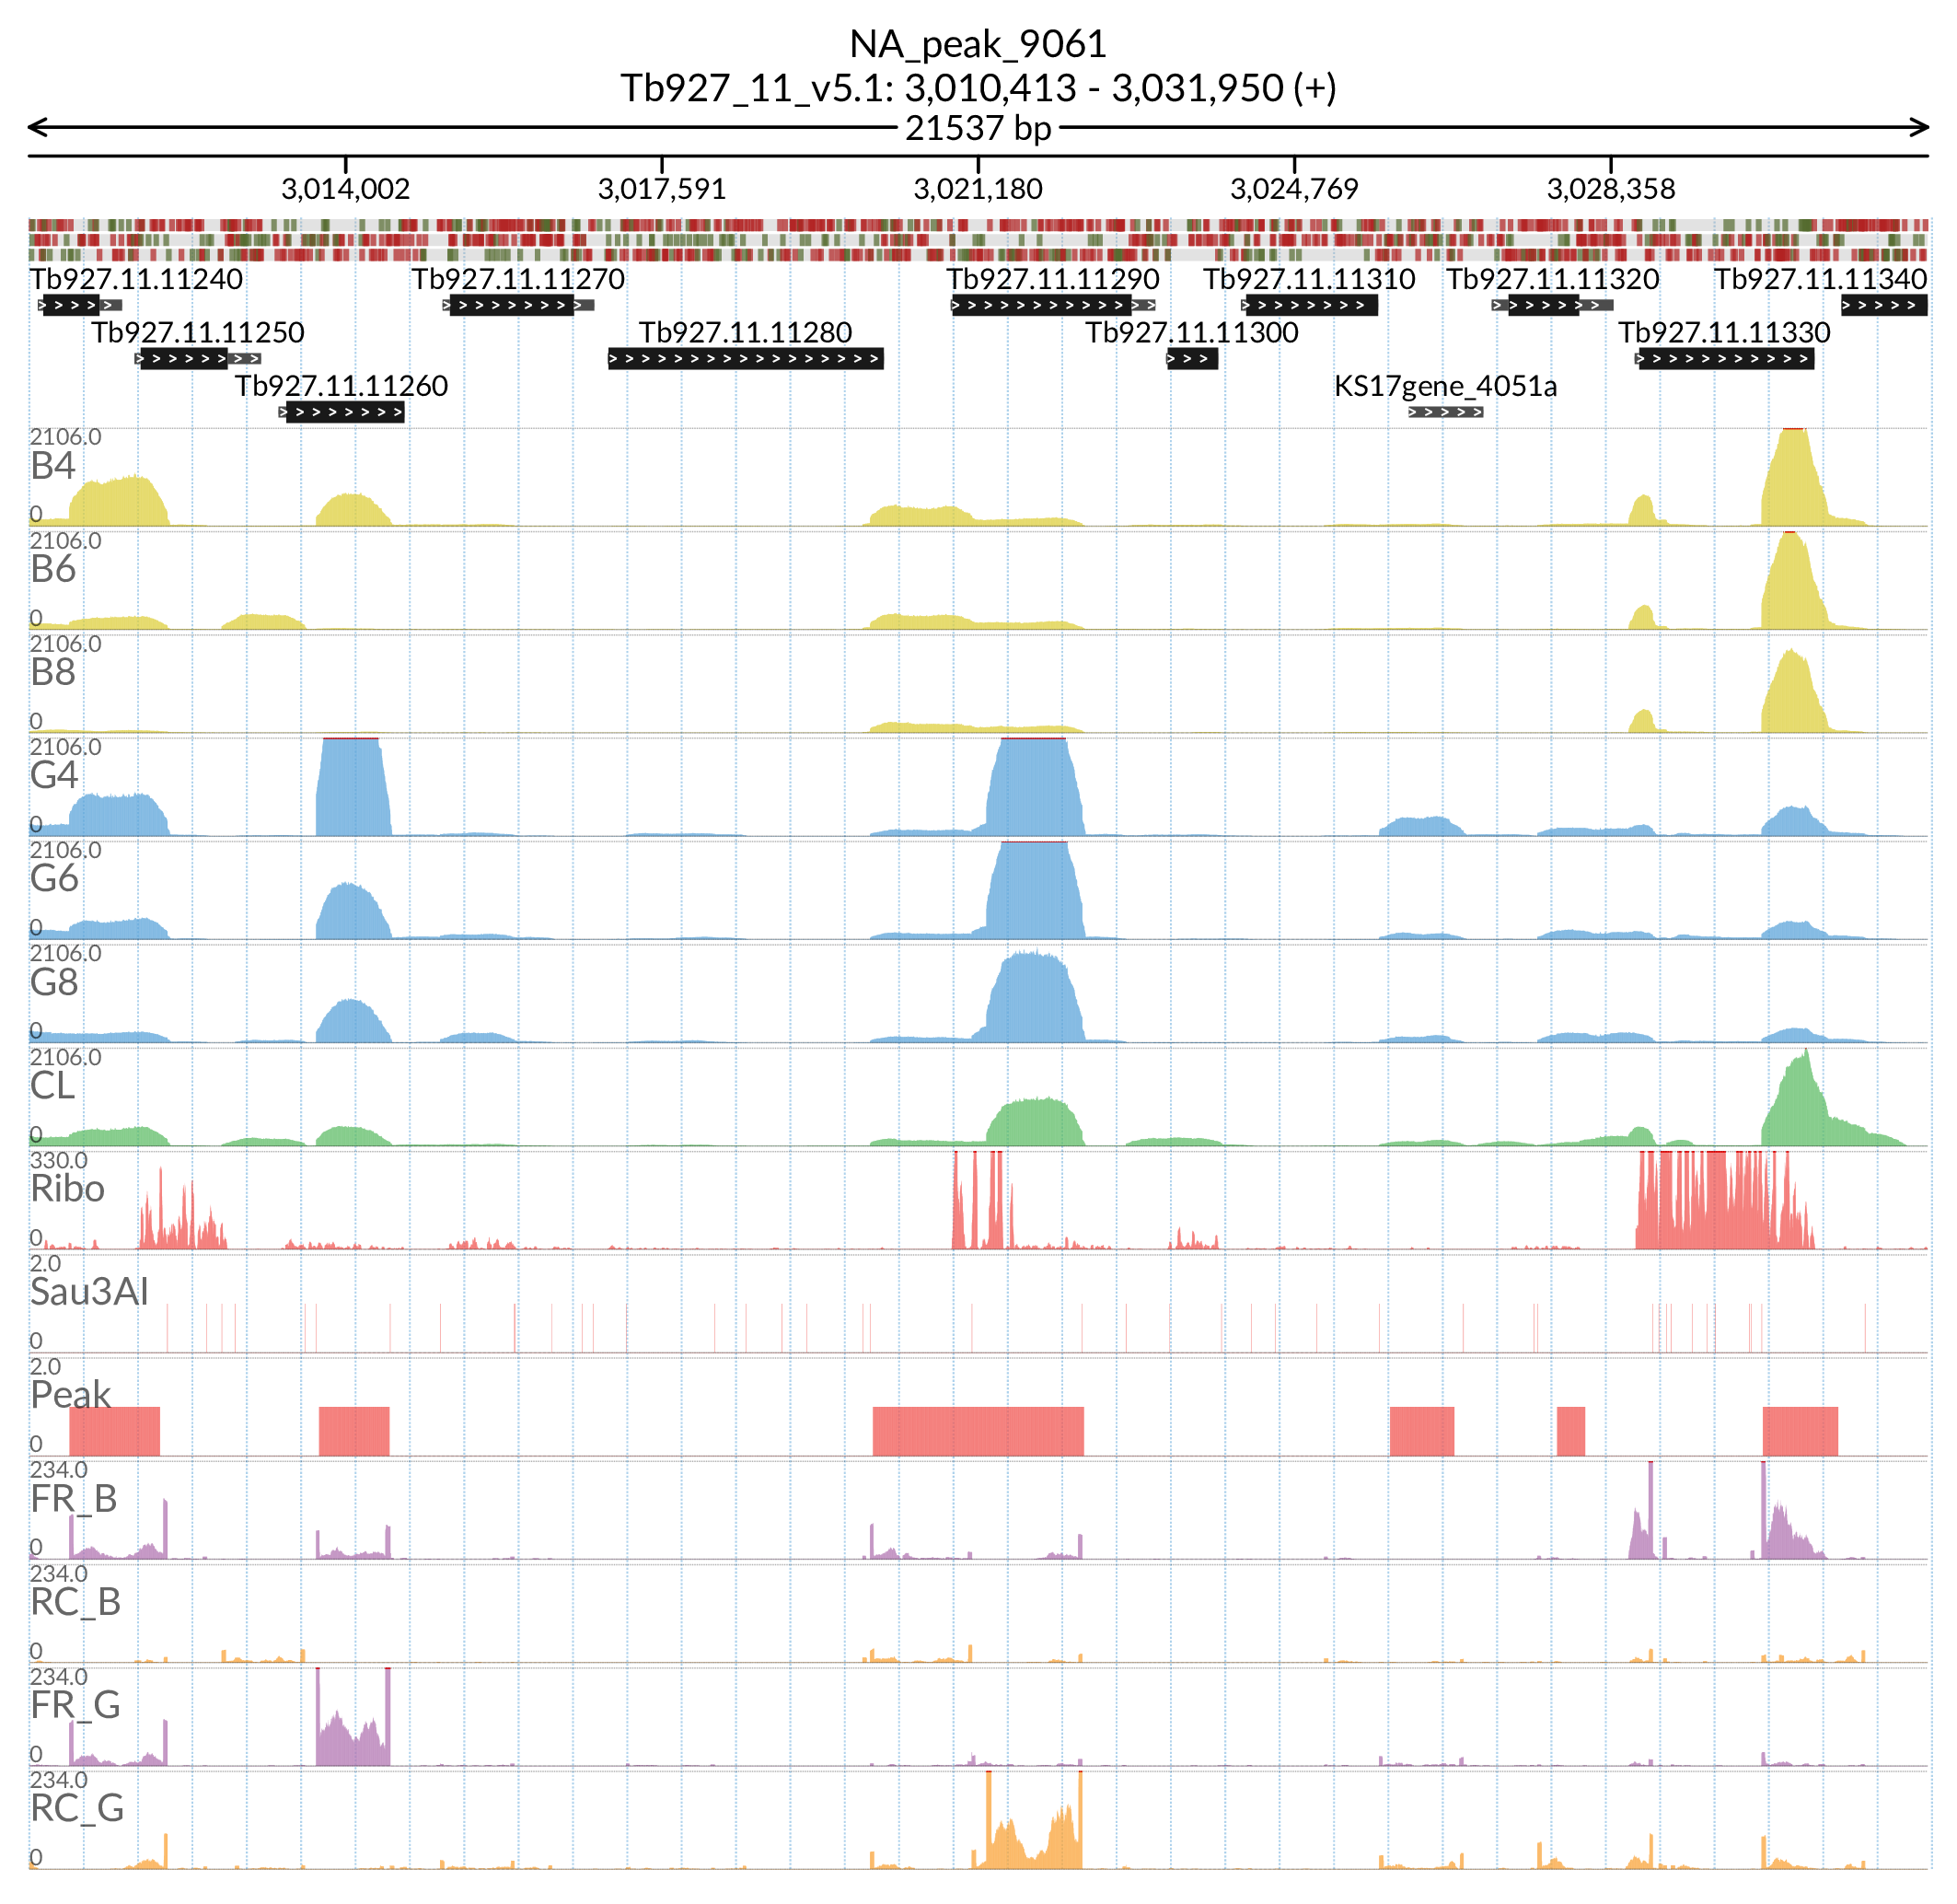 NA_peak_9061
Tb927_11_v5.1: 3,010,413 - 3,031,950 (+)
21537 bp
3,014,002 3,017,591 3,021,180 3,024,769 3,028,358
Tb927.11.11240 Tb927.11.11270 Tb927.11.11290 Tb927.11.11310 Tb927.11.11320 Tb927.11.11340
Tb927.11.11250 Tb927.11.11280 Tb927.11.11300 Tb927.11.11330
Tb927.11.11260 KS17gene_4051a
2106.0
B4
0
2106.0
B6
0
2106.0
B8
0
2106.0
G4
0
2106.0
G6
0
2106.0
G8
0
2106.0
CL
0
330.0
Ribo
0
2.0
Sau3AI
0
2.0
Peak
0
234.0
FR_B
0
234.0
RC_B
0
234.0
FR_G
0
234.0
RC_G
0